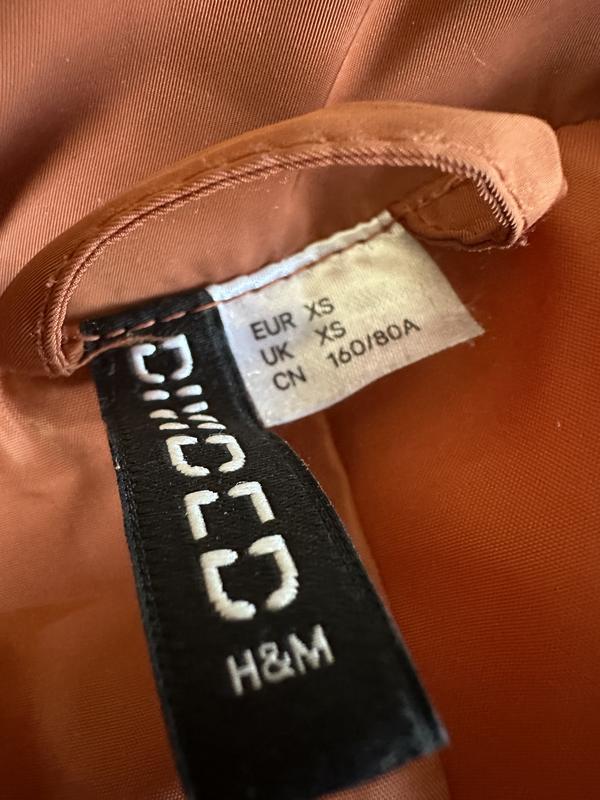 EUR XS
UK XS
CN 160/80A
DIVIDED
H&M